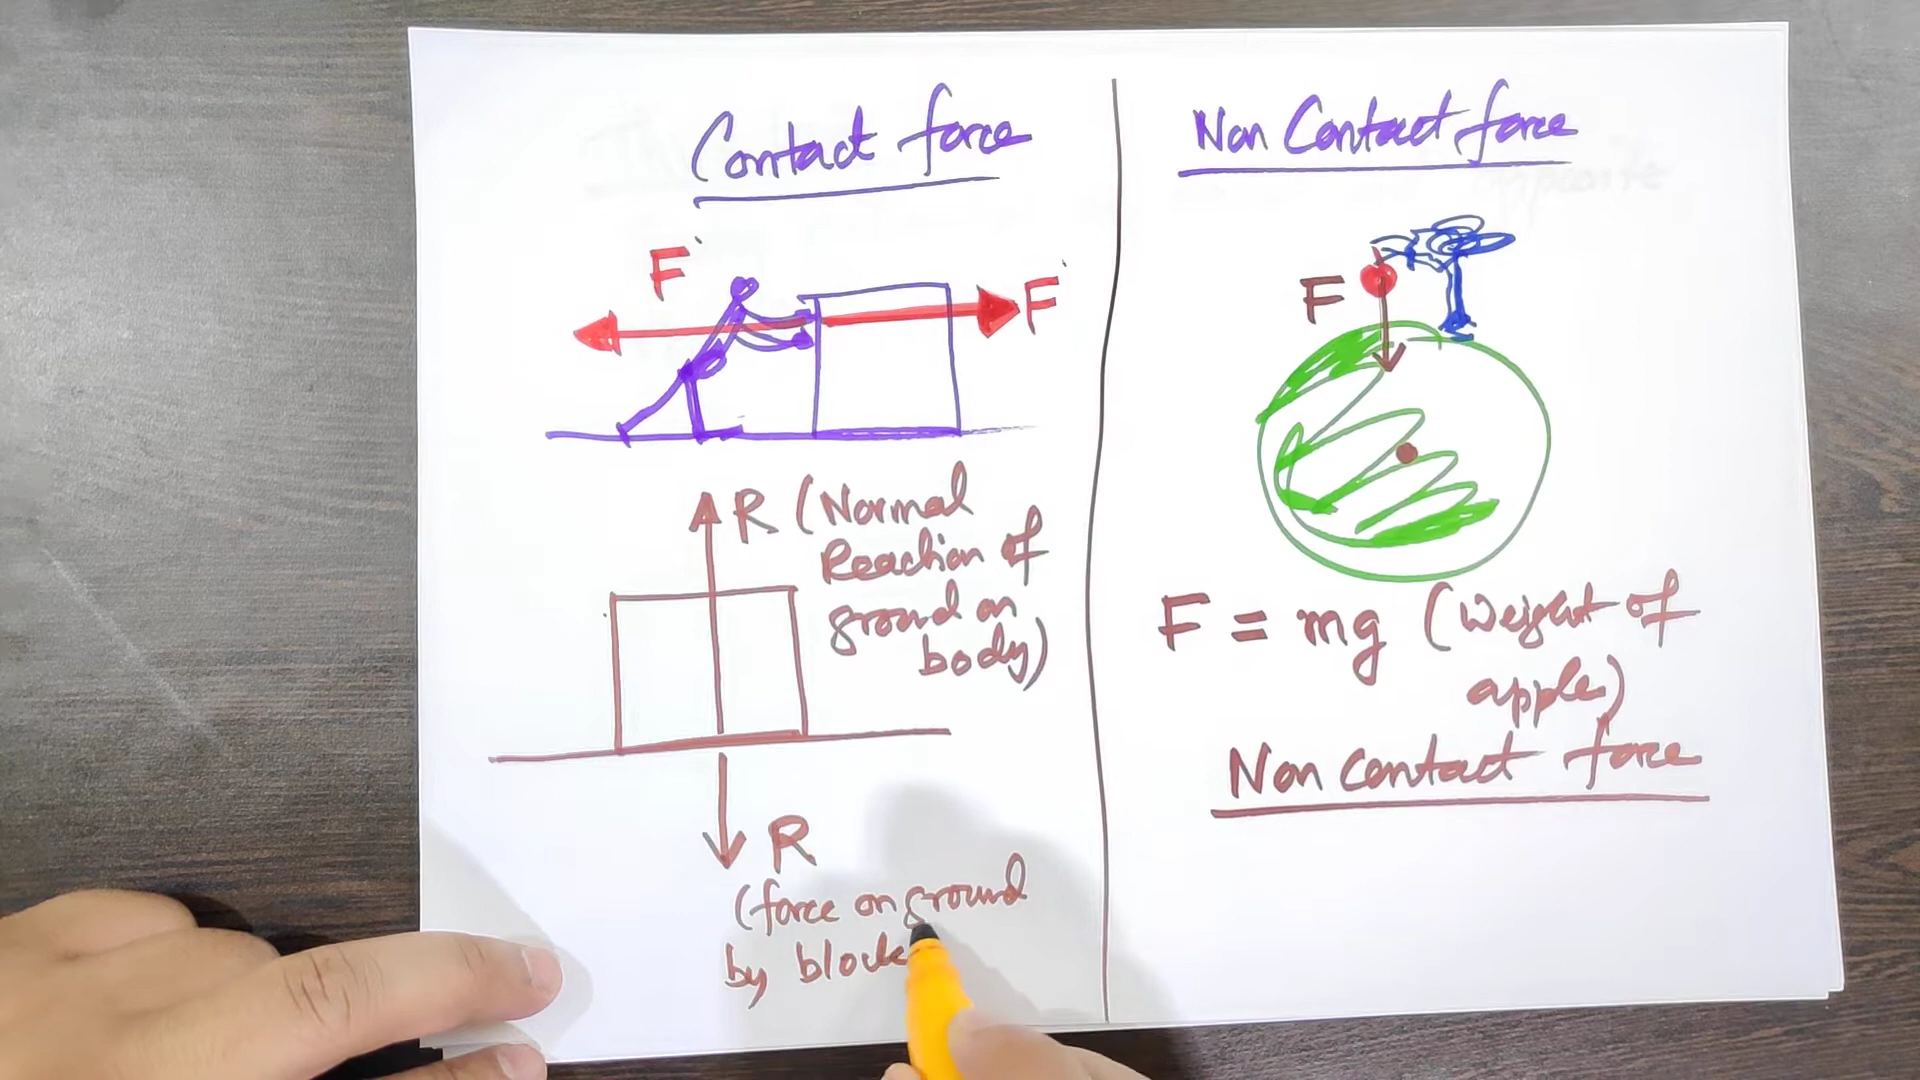 Contact force
F
F
R (Normal
Reaction of
ground on
body)
R
(force on ground
by block
Non Contact force
F
F = mg (Weight of
apple)
Non Contact force